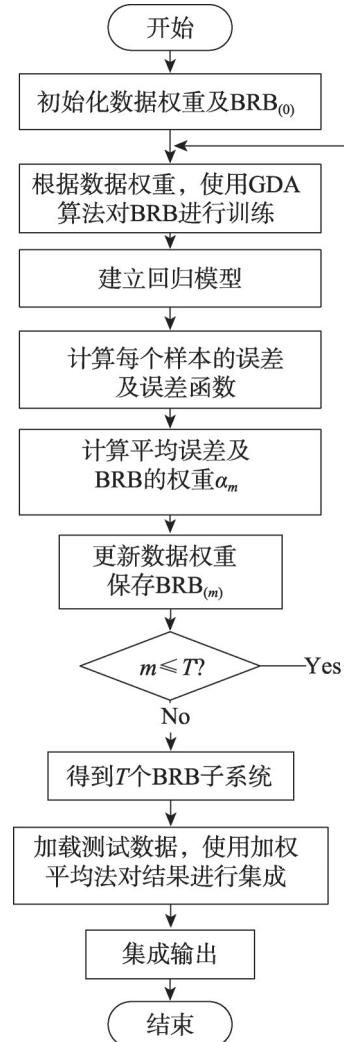 开始
初始化数据权重及BRB(0)
根据数据权重，使用GDA
算法对BRB进行训练
建立回归模型
计算每个样本的误差
及误差函数
计算平均误差及
BRB的权重αm
更新数据权重
保存BRB(m)
m⩽T?
Yes
No
得到T个BRB子系统
加载测试数据，使用加权
平均法对结果进行集成
集成输出
结束